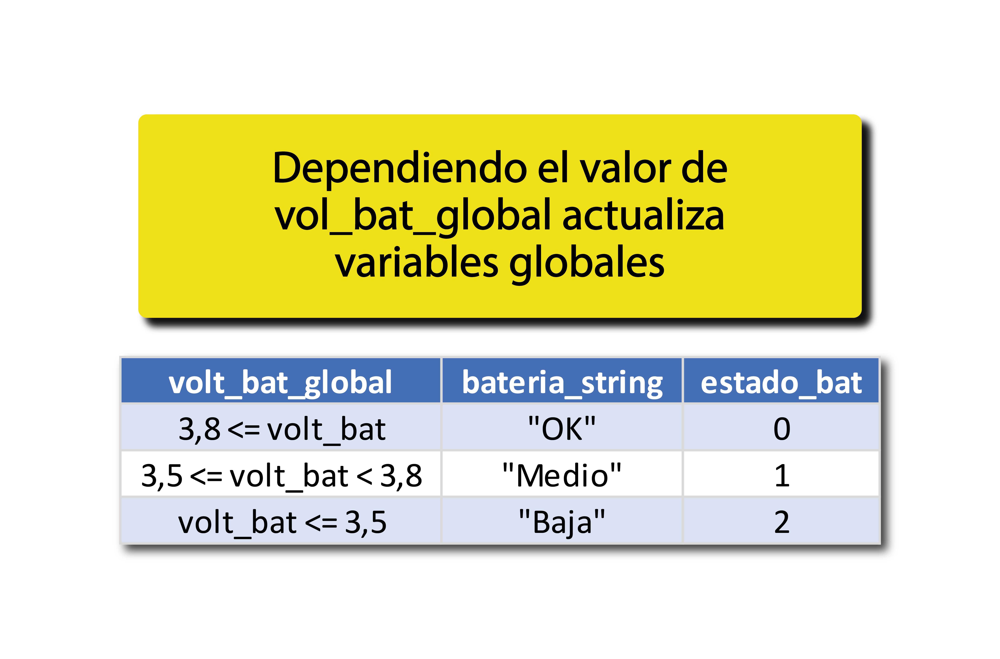 Dependiendo el valor de
vol_bat_global actualiza
variables globales
volt_bat_global bateria_string estado_bat
3,8 <= volt_bat "OK" 0
3,5 <= volt_bat < 3,8 "Medio" 1
volt_bat <= 3,5 "Baja" 2